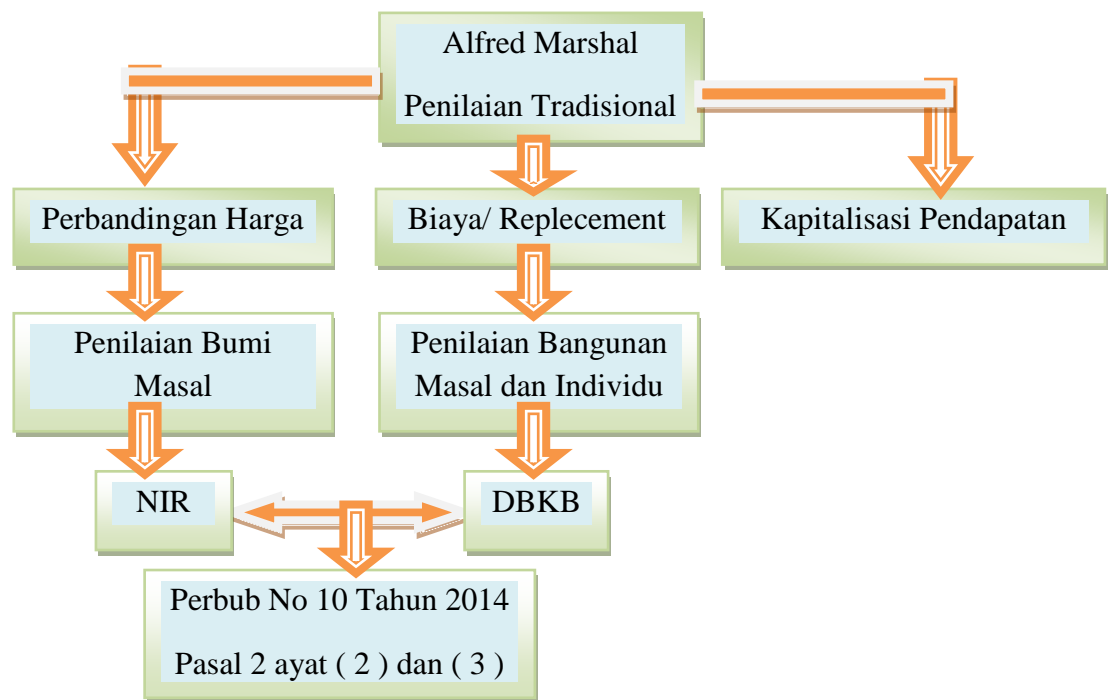 Alfred Marshal
Penilaian Tradisional
Perbandingan Harga
Biaya/ Replecement
Kapitalisasi Pendapatan
Penilaian Bumi
Masal
Penilaian Bangunan
Masal dan Individu
NIR
DBKB
Perbub No 10 Tahun 2014
Pasal 2 ayat ( 2 ) dan ( 3 )